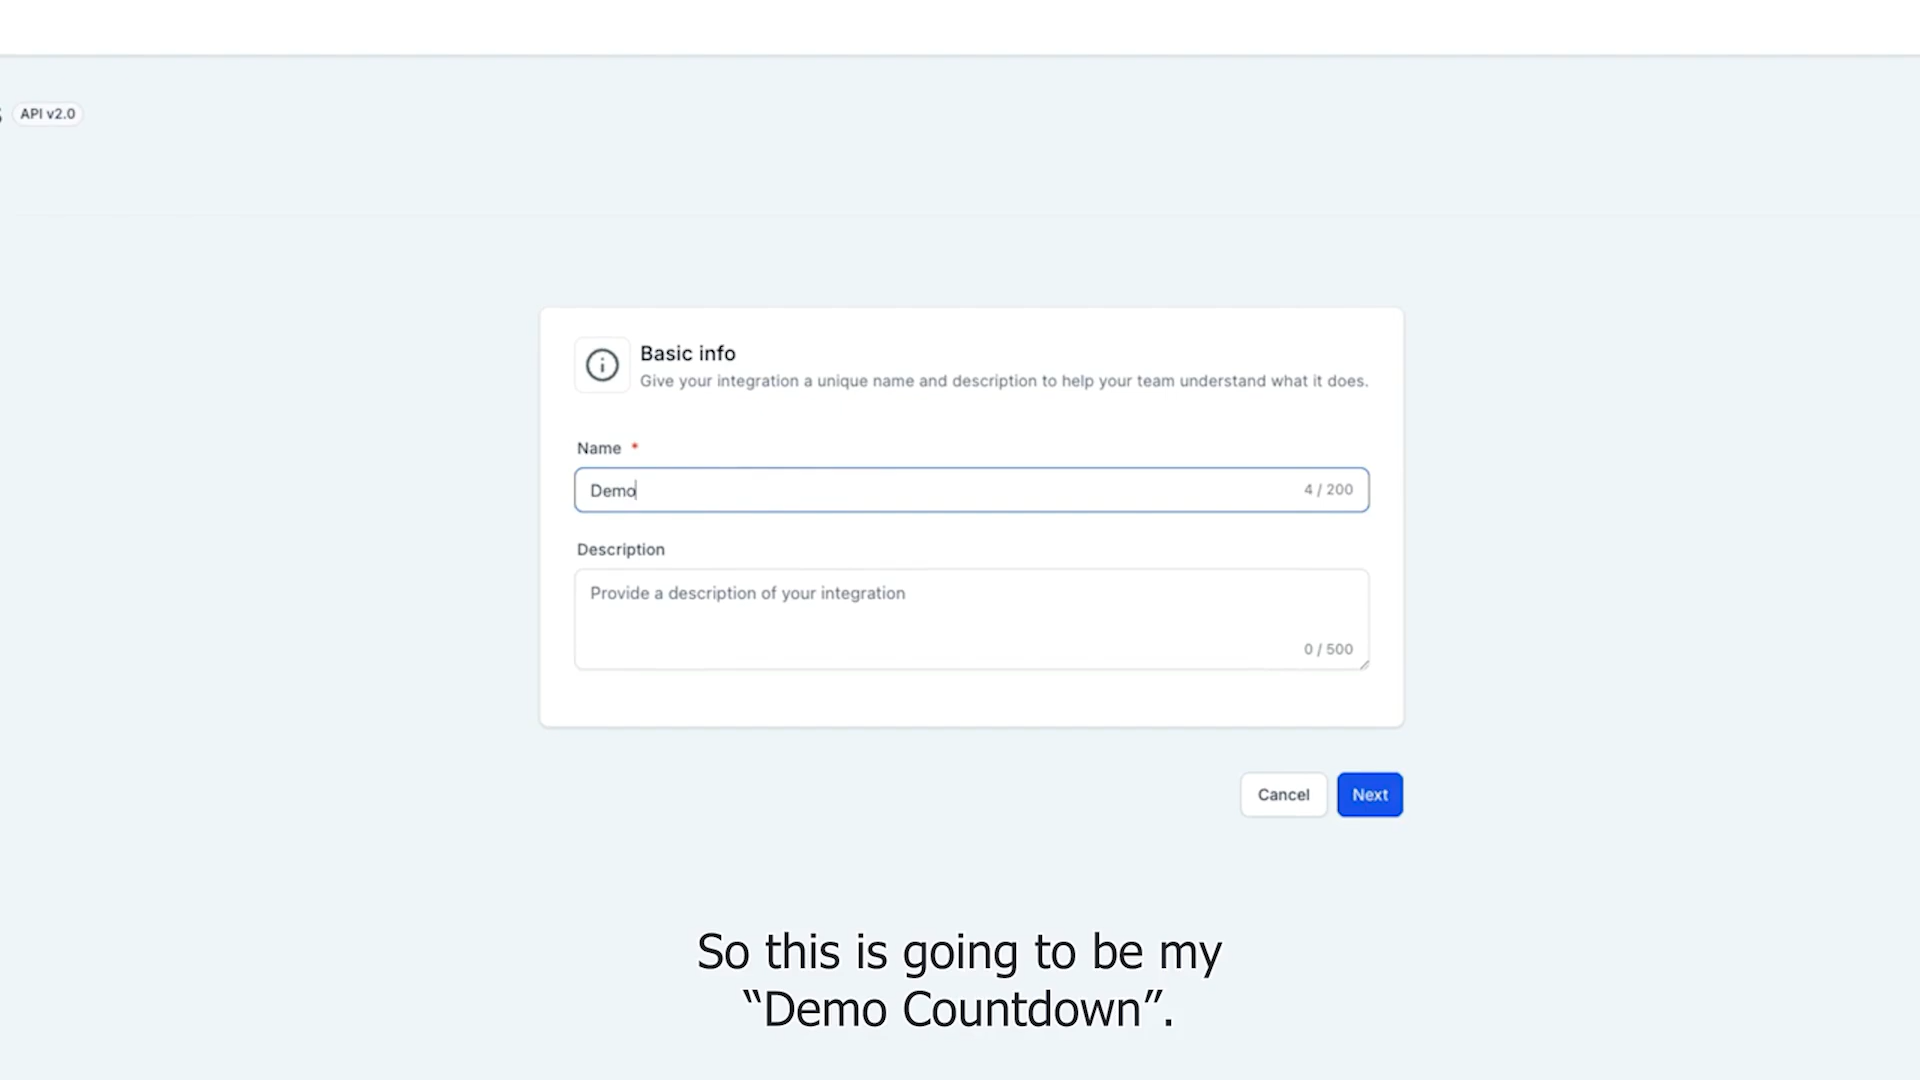 API v2.0
Basic info
Give your integration a unique name and description to help your team understand what it does.
Name *
Demo
4 / 200
Description
Provide a description of your integration
0 / 500
Cancel
Next
So this is going to be my
“Demo Countdown”.